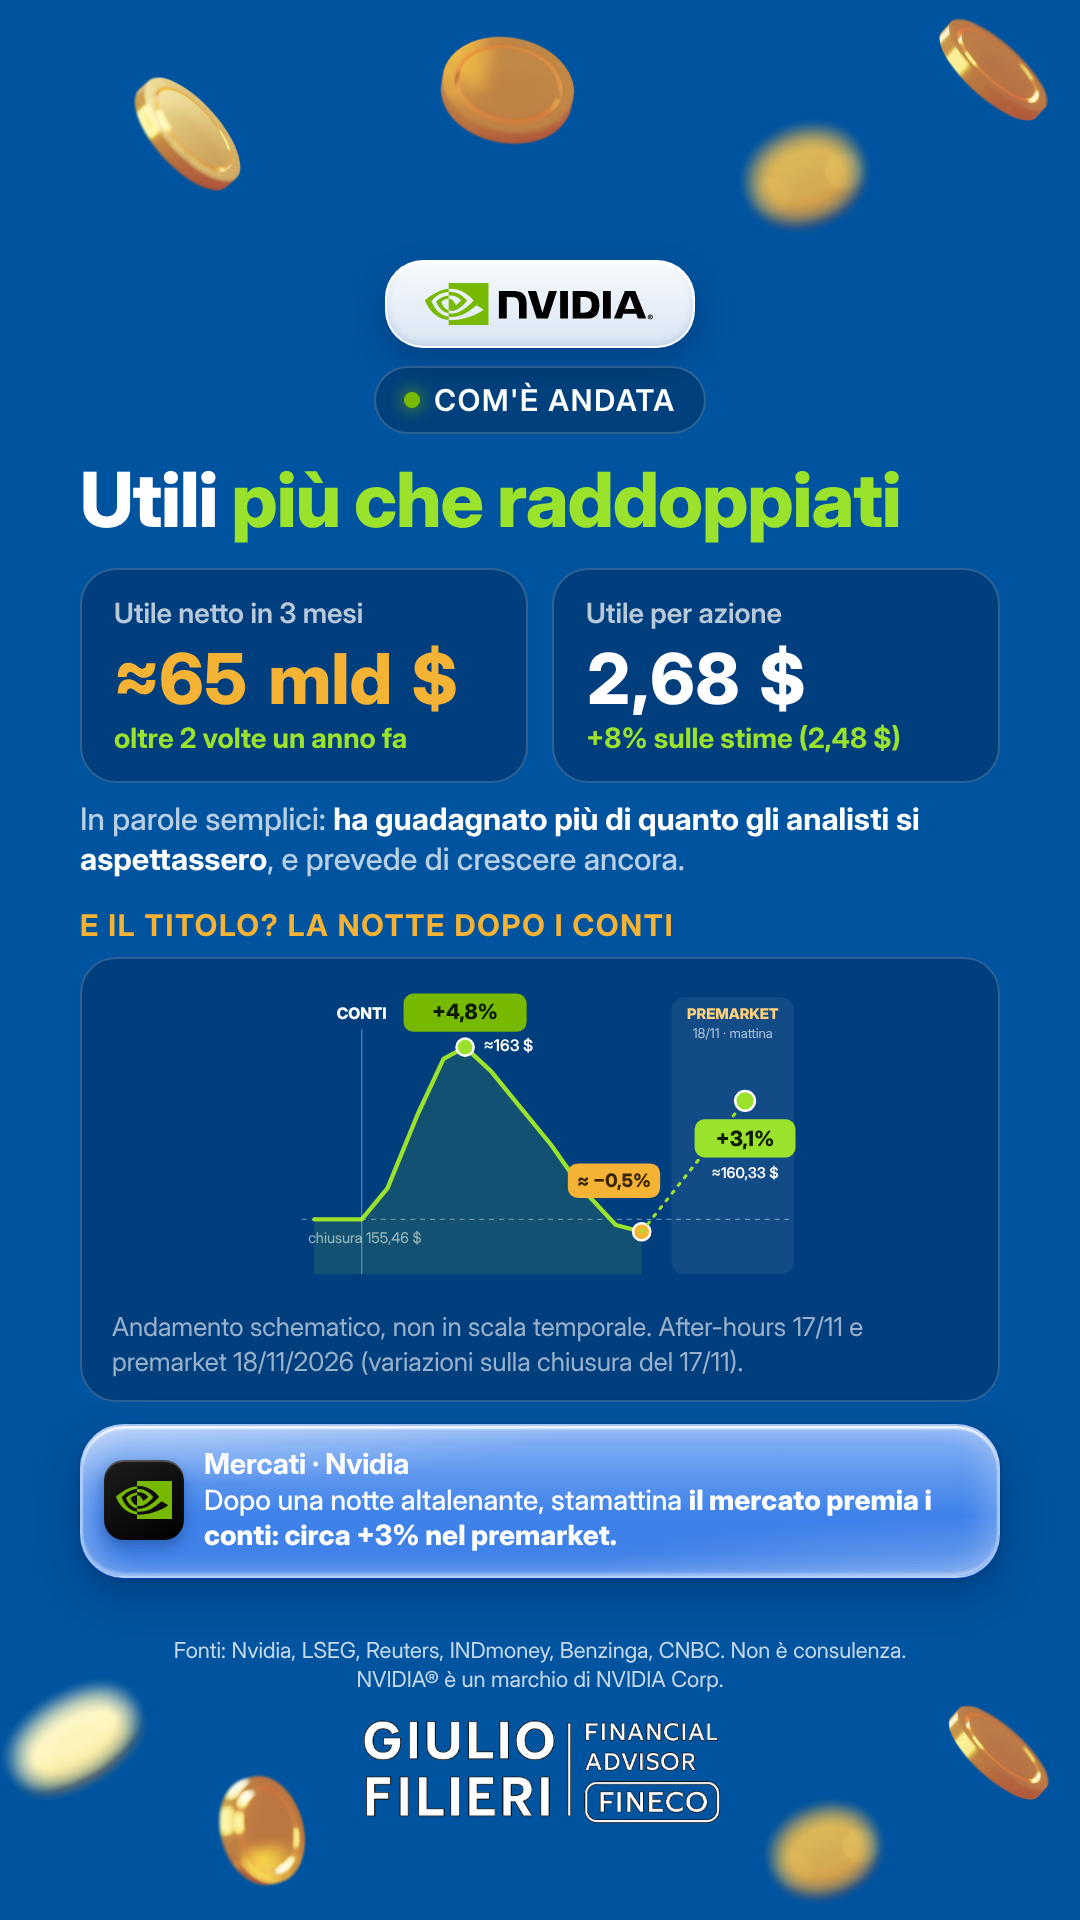 NVIDIA®
COM'È ANDATA
Utili più che raddoppiati
Utile netto in 3 mesi
≈65 mld $
oltre 2 volte un anno fa
Utile per azione
2,68 $
+8% sulle stime (2,48 $)
In parole semplici: ha guadagnato più di quanto gli analisti si
aspettassero, e prevede di crescere ancora.
E IL TITOLO? LA NOTTE DOPO I CONTI
CONTI
+4,8%
≈163 $
PREMARKET
18/11 · mattina
+3,1%
≈160,33 $
≈ −0,5%
chiusura 155,46 $
Andamento schematico, non in scala temporale. After-hours 17/11 e
premarket 18/11/2026 (variazioni sulla chiusura del 17/11).
Mercati · Nvidia
Dopo una notte altalenante, stamattina il mercato premia i
conti: circa +3% nel premarket.
Fonti: Nvidia, LSEG, Reuters, INDmoney, Benzinga, CNBC. Non è consulenza.
NVIDIA® è un marchio di NVIDIA Corp.
GIULIO
FILIERI
FINANCIAL
ADVISOR
FINECO